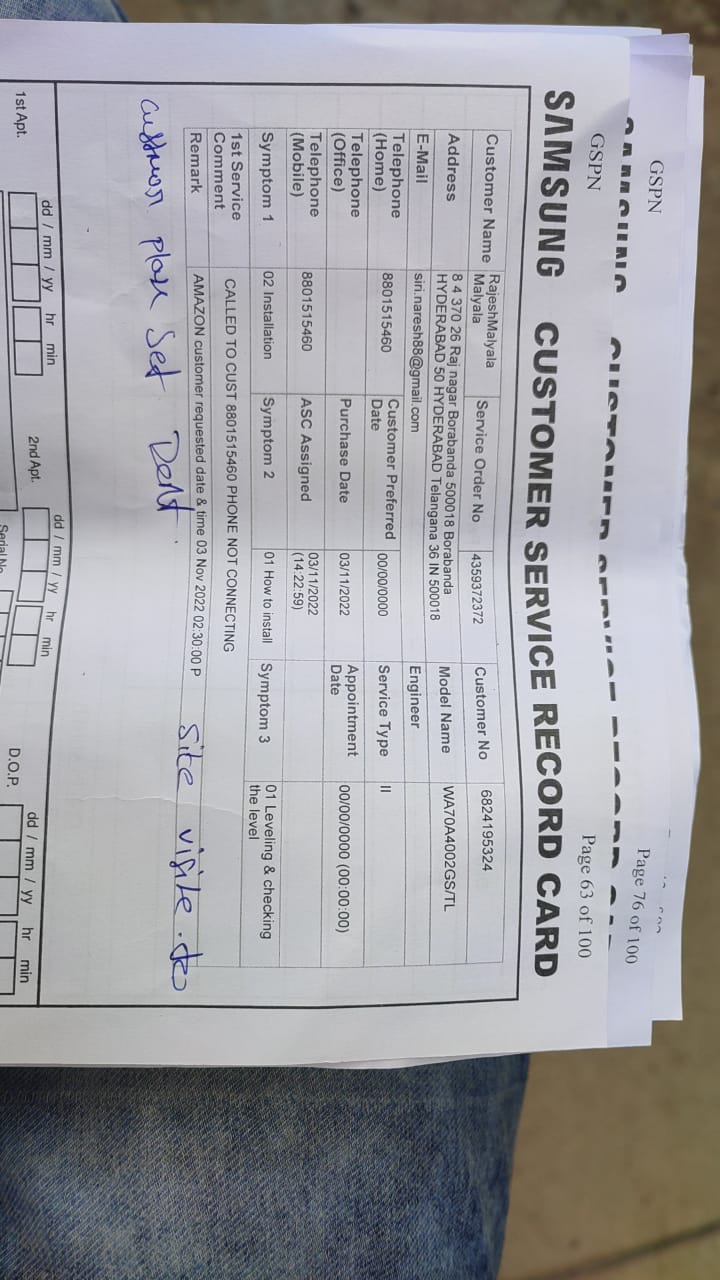 GSPN
Page 76 of 100
GSPN
Page 63 of 100
SAMSUNG CUSTOMER SERVICE RECORD CARD
Customer Name RajeshMalyala Malyala Service Order No 4359372372 Customer No 6824195324
Address 8 4 370 26 Raj nagar Borabanda 500018 Borabanda
HYDERABAD 50 HYDERABAD Telangana 36 IN 500018 Model Name WA70A4002GS/TL
E-Mail siri.naresh88@gmail.com Engineer
Telephone (Home) 8801515460 Customer Preferred Date 00/00/0000 Service Type II
Telephone (Office) Purchase Date 03/11/2022 Appointment Date 00/00/0000 (00:00:00)
Telephone (Mobile) 8801515460 ASC Assigned 03/11/2022 (14:22:59)
Symptom 1 02 Installation Symptom 2 01 How to install Symptom 3 01 Leveling & checking the level
1st Service Comment CALLED TO CUST 8801515460 PHONE NOT CONNECTING
Remark AMAZON customer requested date & time 03 Nov 2022 02:30:00 P
Site visite. to
customer. Set
dd / mm / yy hr min dd / mm / yy hr min dd / mm / yy hr min
1st Apt. 2nd Apt. D.O.P.
Serial No